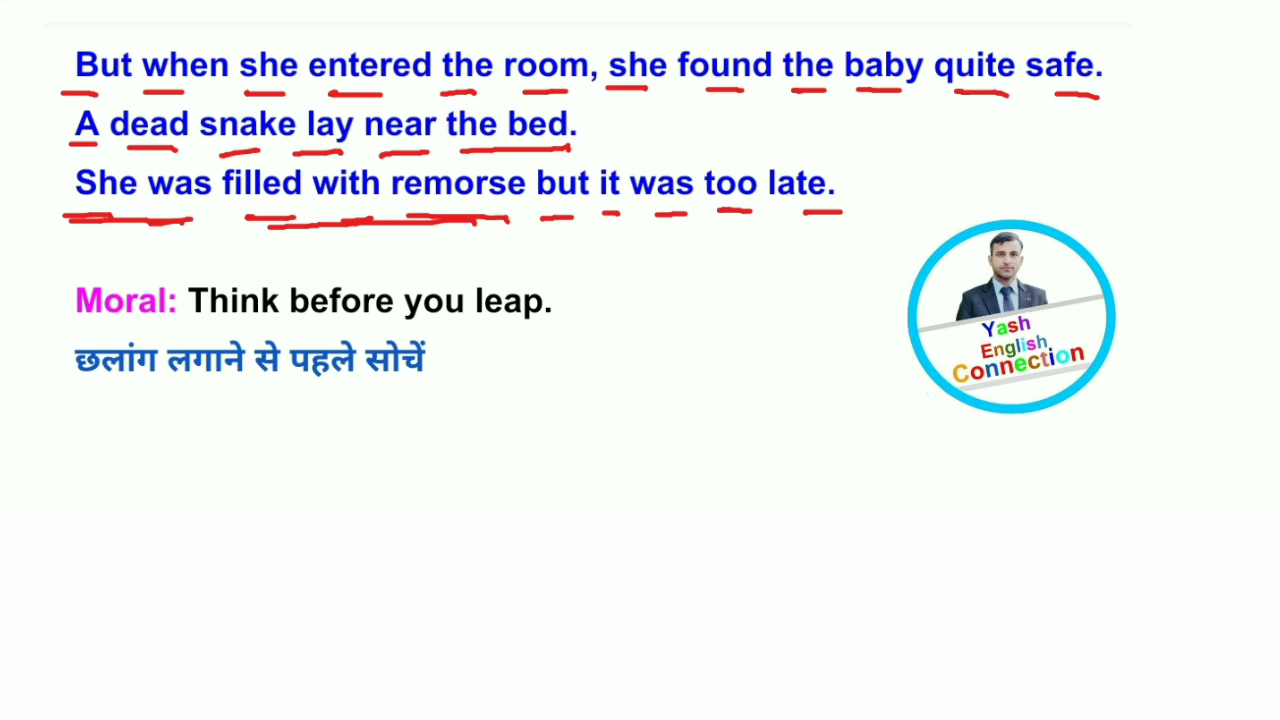 But when she entered the room, she found the baby quite safe.
A dead snake lay near the bed.
She was filled with remorse but it was too late.
Moral: Think before you leap.
छलांग लगाने से पहले सोचें
Yash
English
Connection